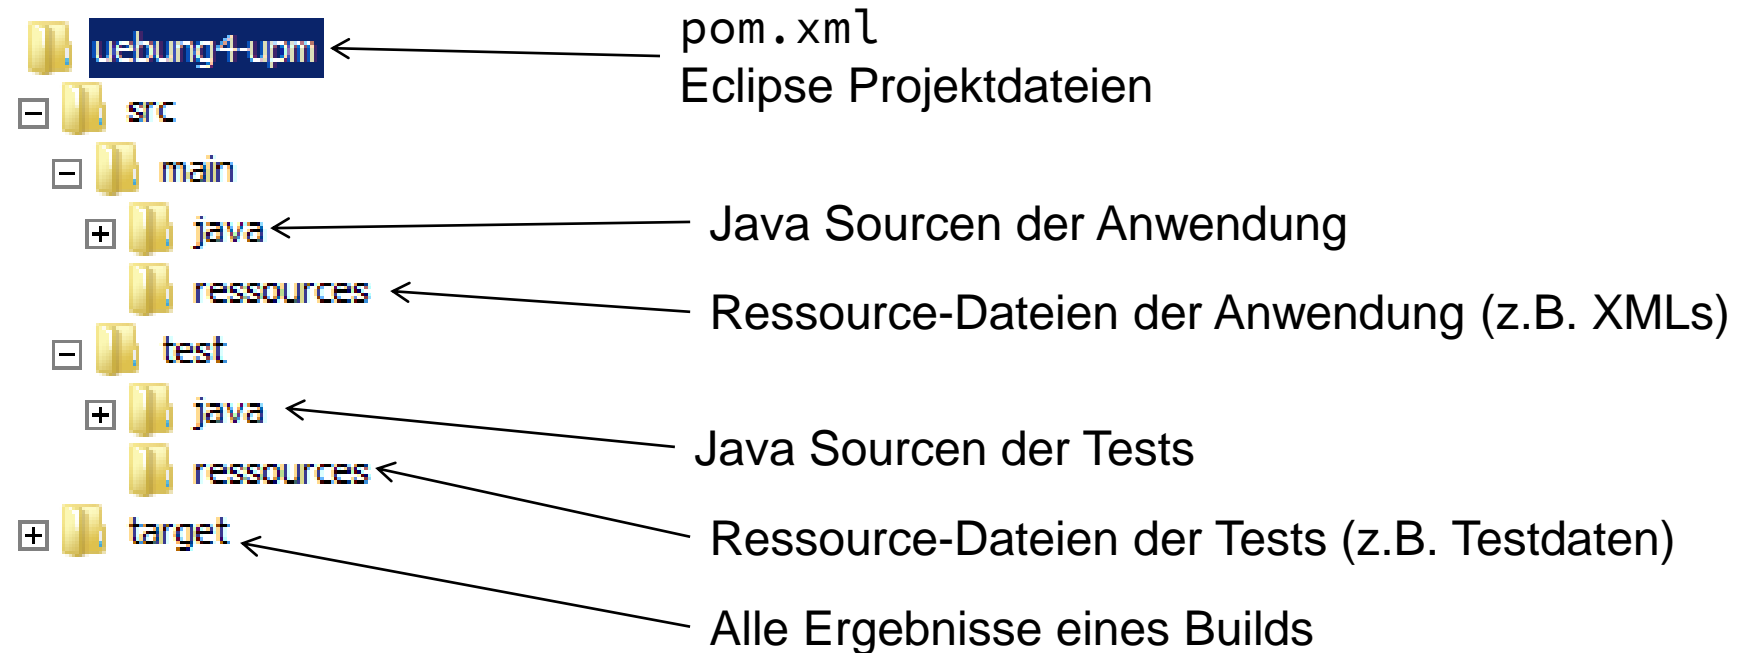 uebung4-upm
pom.xml
Eclipse Projektdateien
src
main
java
Java Sourcen der Anwendung
ressources
Ressource-Dateien der Anwendung (z.B. XMLs)
test
java
Java Sourcen der Tests
ressources
Ressource-Dateien der Tests (z.B. Testdaten)
target
Alle Ergebnisse eines Builds